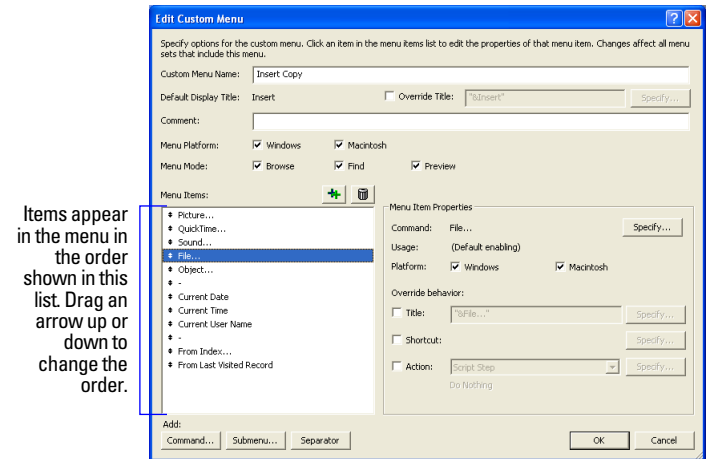 Edit Custom Menu
Specify options for the custom menu. Click an item in the menu items list to edit the properties of that menu item. Changes affect all menu
sets that include this menu.
Custom Menu Name: Insert Copy
Default Display Title: Insert Override Title: "&Insert" Specify...
Comment:
Menu Platform: Windows Macintosh
Menu Mode: Browse Find Preview
Menu Items:
Picture...
QuickTime...
Sound...
File...
Object...
-
Current Date
Current Time
Current User Name
-
From Index...
From Last Visited Record
Menu Item Properties
Command: File... Specify...
Usage: (Default enabling)
Platform: Windows Macintosh
Override behavior:
Title: "&File..." Specify...
Shortcut: Specify...
Action: Script Step Specify...
Do Nothing
Add:
Command... Submenu... Separator OK Cancel
Items appear
in the menu in
the order
shown in this
list. Drag an
arrow up or
down to
change the
order.